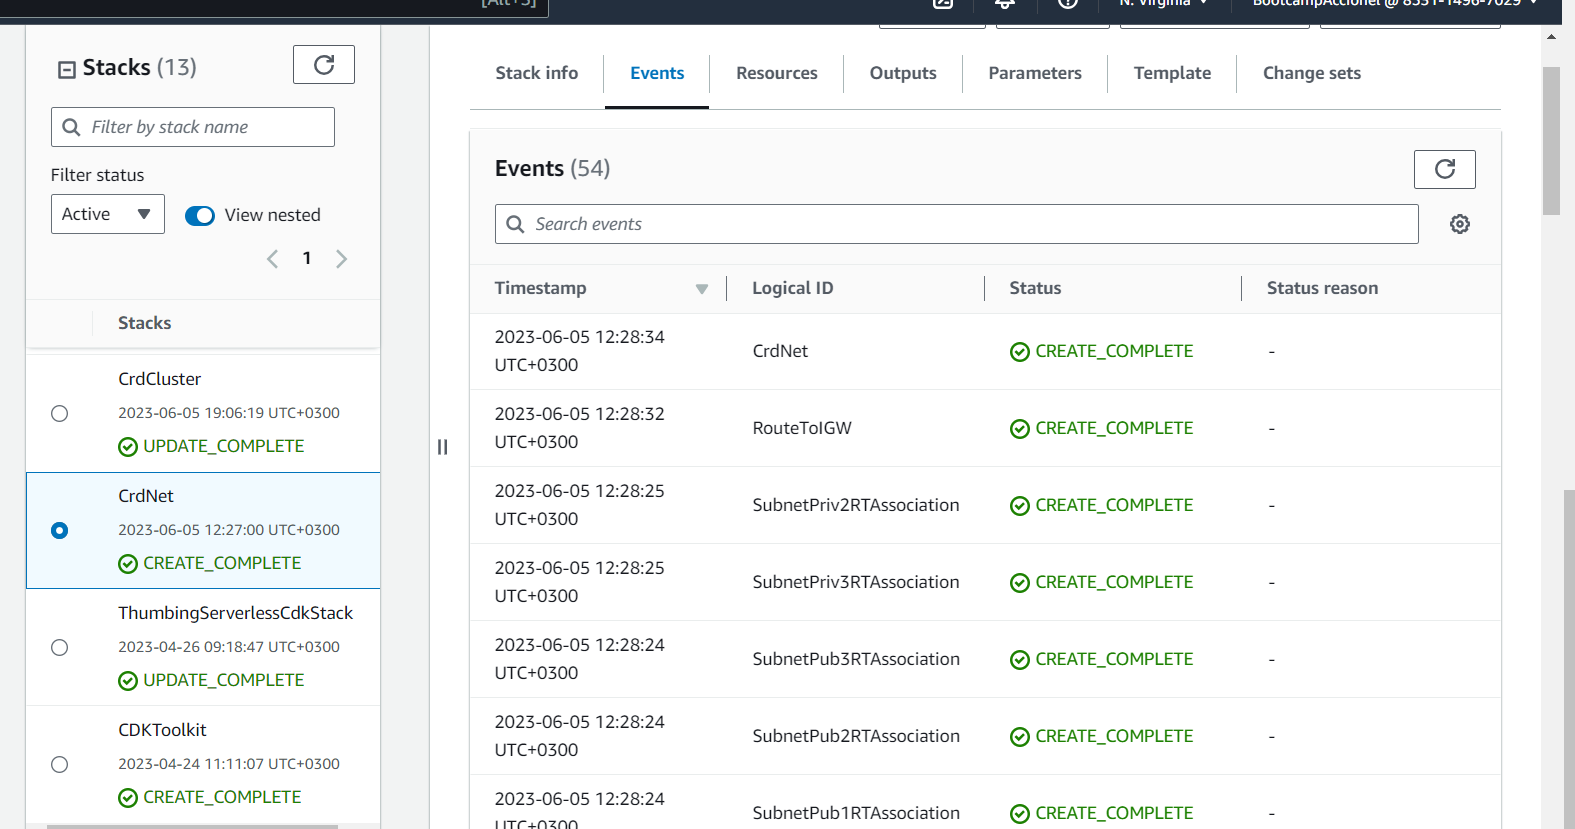 [Alt+S]
N. Virginia
Stacks (13)
Filter by stack name
Filter status
Active
View nested
1
Stacks
CrdCluster
2023-06-05 19:06:19 UTC+0300
UPDATE_COMPLETE
CrdNet
2023-06-05 12:27:00 UTC+0300
CREATE_COMPLETE
ThumbingServerlessCdkStack
2023-04-26 09:18:47 UTC+0300
UPDATE_COMPLETE
CDKToolkit
2023-04-24 11:11:07 UTC+0300
CREATE_COMPLETE
Stack info
Events
Resources
Outputs
Parameters
Template
Change sets
Events (54)
Search events
Timestamp
Logical ID
Status
Status reason
2023-06-05 12:28:34
UTC+0300
CrdNet
CREATE_COMPLETE
-
2023-06-05 12:28:32
UTC+0300
RouteToIGW
CREATE_COMPLETE
-
2023-06-05 12:28:25
UTC+0300
SubnetPriv2RTAssociation
CREATE_COMPLETE
-
2023-06-05 12:28:25
UTC+0300
SubnetPriv3RTAssociation
CREATE_COMPLETE
-
2023-06-05 12:28:24
UTC+0300
SubnetPub3RTAssociation
CREATE_COMPLETE
-
2023-06-05 12:28:24
UTC+0300
SubnetPub2RTAssociation
CREATE_COMPLETE
-
2023-06-05 12:28:24
UTC+0300
SubnetPub1RTAssociation
CREATE_COMPLETE
-